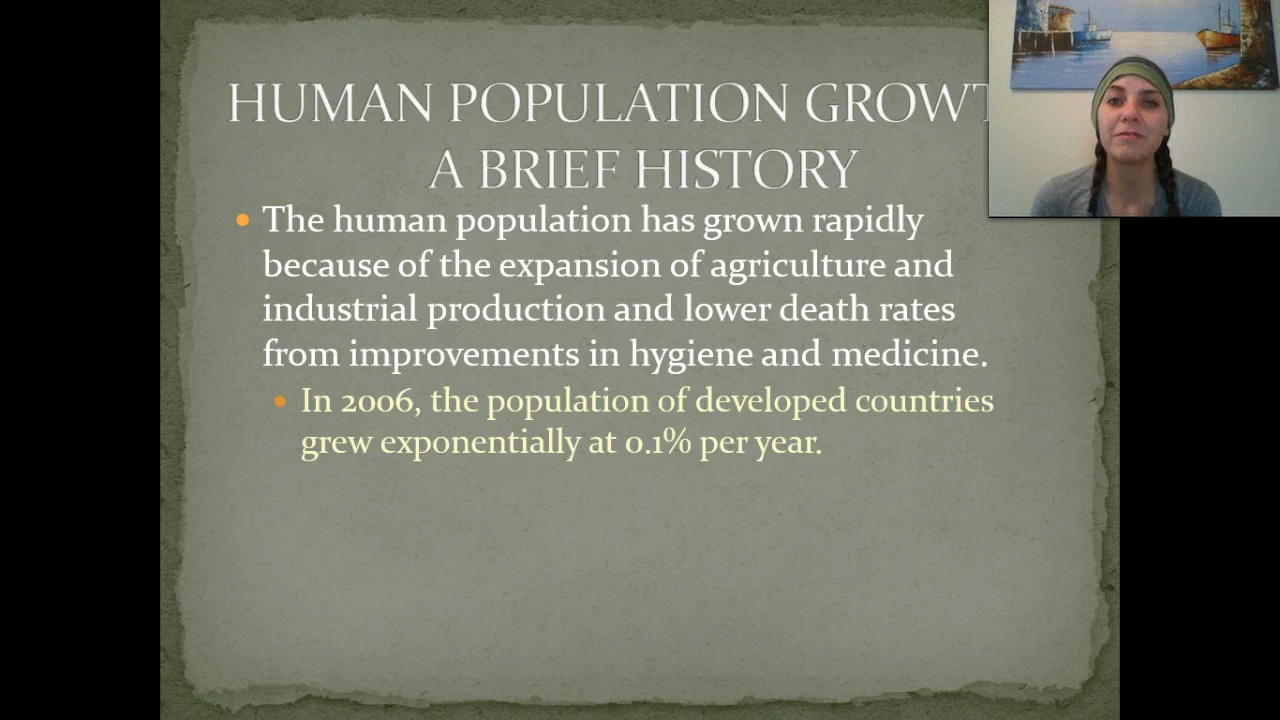 HUMAN POPULATION GROWT
A BRIEF HISTORY
The human population has grown rapidly
because of the expansion of agriculture and
industrial production and lower death rates
from improvements in hygiene and medicine.
In 2006, the population of developed countries
grew exponentially at 0.1% per year.